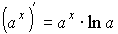 (a^x)′ = a^x · ln a